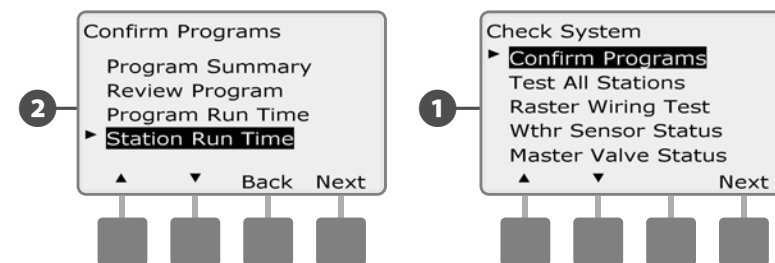 2
Confirm Programs
Program Summary
Review Program
Program Run Time
► Station Run Time
▲ ▼ Back Next
1
Check System
► Confirm Programs
Test All Stations
Raster Wiring Test
Wthr Sensor Status
Master Valve Status
▲ ▼ Next